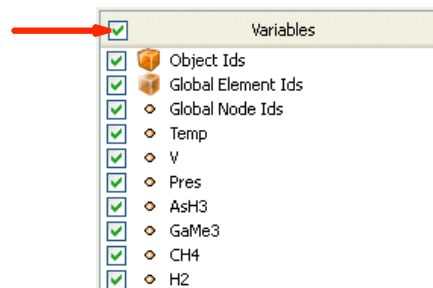 Variables
Object Ids
Global Element Ids
Global Node Ids
Temp
V
Pres
AsH3
GaMe3
CH4
H2